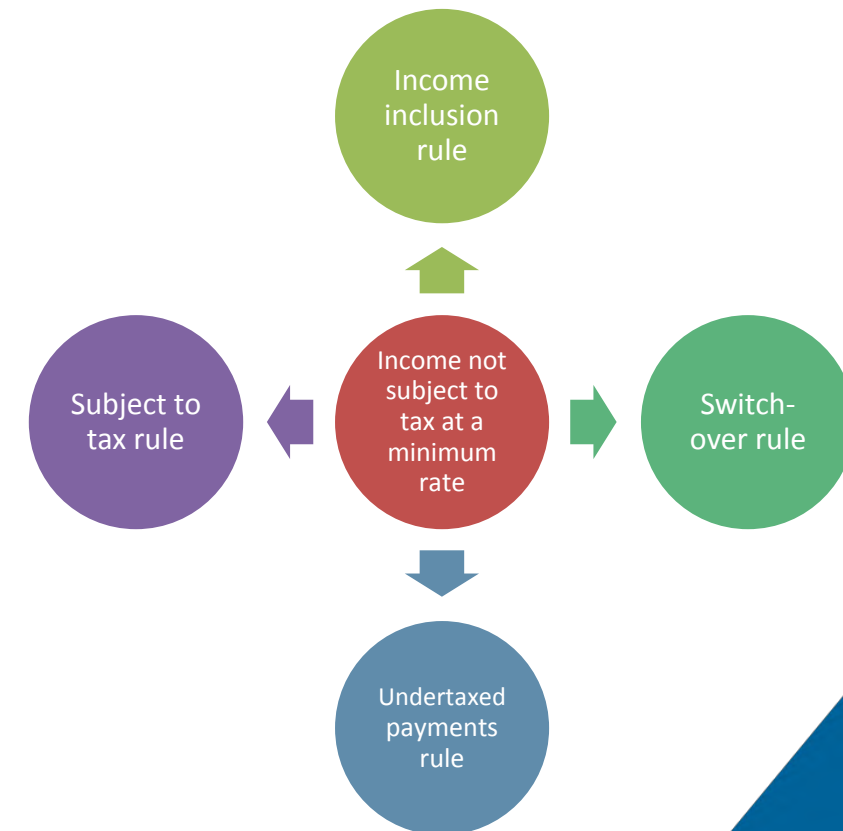 Income
inclusion
rule
Subject to
tax rule
Income not
subject to
tax at a
minimum
rate
Switch-
over rule
Undertaxed
payments
rule